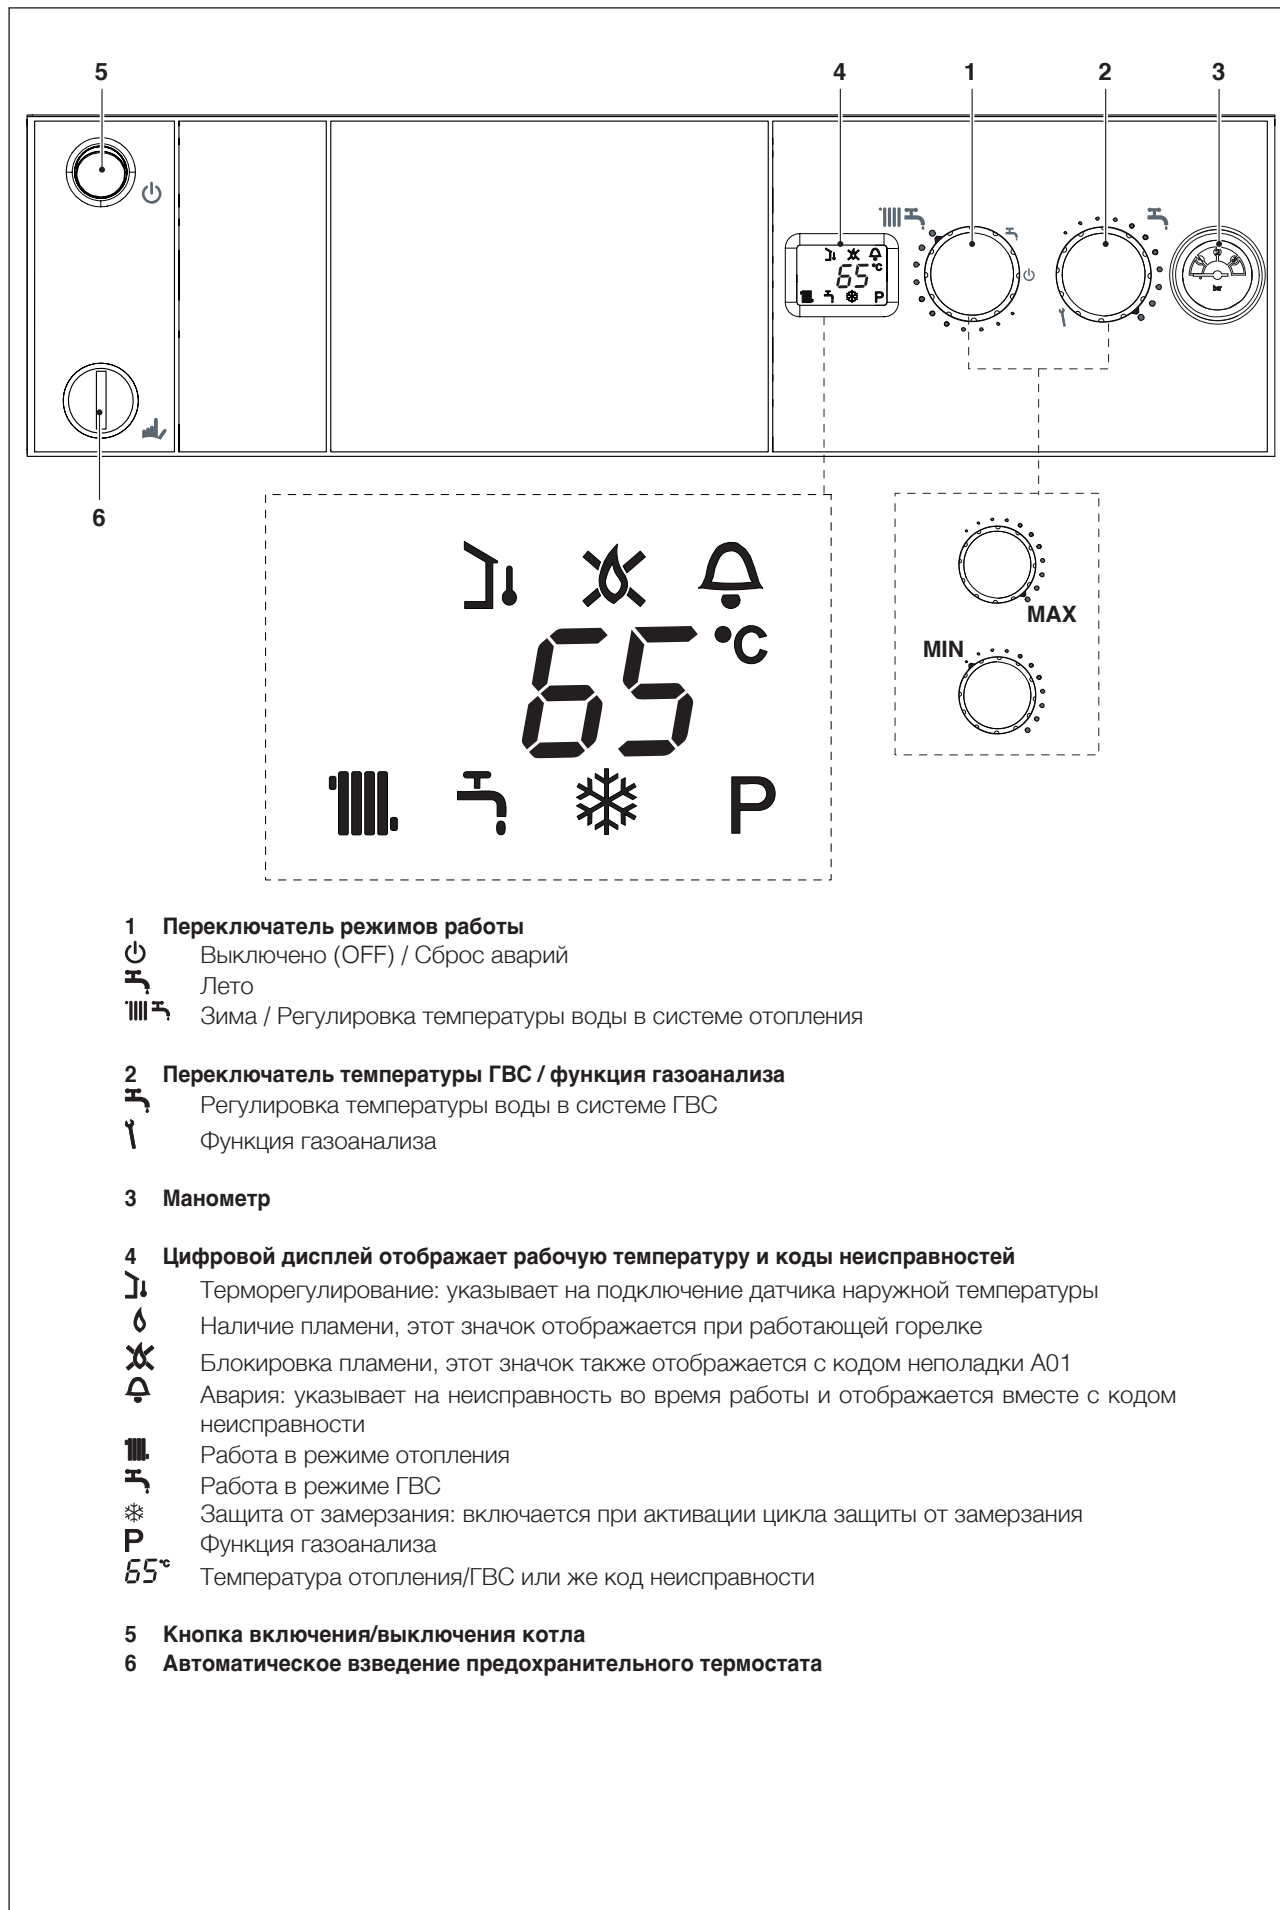 5 4 1 2 3
65 °C
P
bar
6
MAX
MIN
65 °C
P
1 Переключатель режимов работы
Выключено (OFF) / Сброс аварий
Лето
Зима / Регулировка температуры воды в системе отопления
2 Переключатель температуры ГВС / функция газоанализа
Регулировка температуры воды в системе ГВС
Функция газоанализа
3 Манометр
4 Цифровой дисплей отображает рабочую температуру и коды неисправностей
Терморегулирование: указывает на подключение датчика наружной температуры
Наличие пламени, этот значок отображается при работающей горелке
Блокировка пламени, этот значок также отображается с кодом неполадки A01
Авария: указывает на неисправность во время работы и отображается вместе с кодом
неисправности
Работа в режиме отопления
Работа в режиме ГВС
Защита от замерзания: включается при активации цикла защиты от замерзания
P Функция газоанализа
65°C Температура отопления/ГВС или же код неисправности
5 Кнопка включения/выключения котла
6 Автоматическое взведение предохранительного термостата